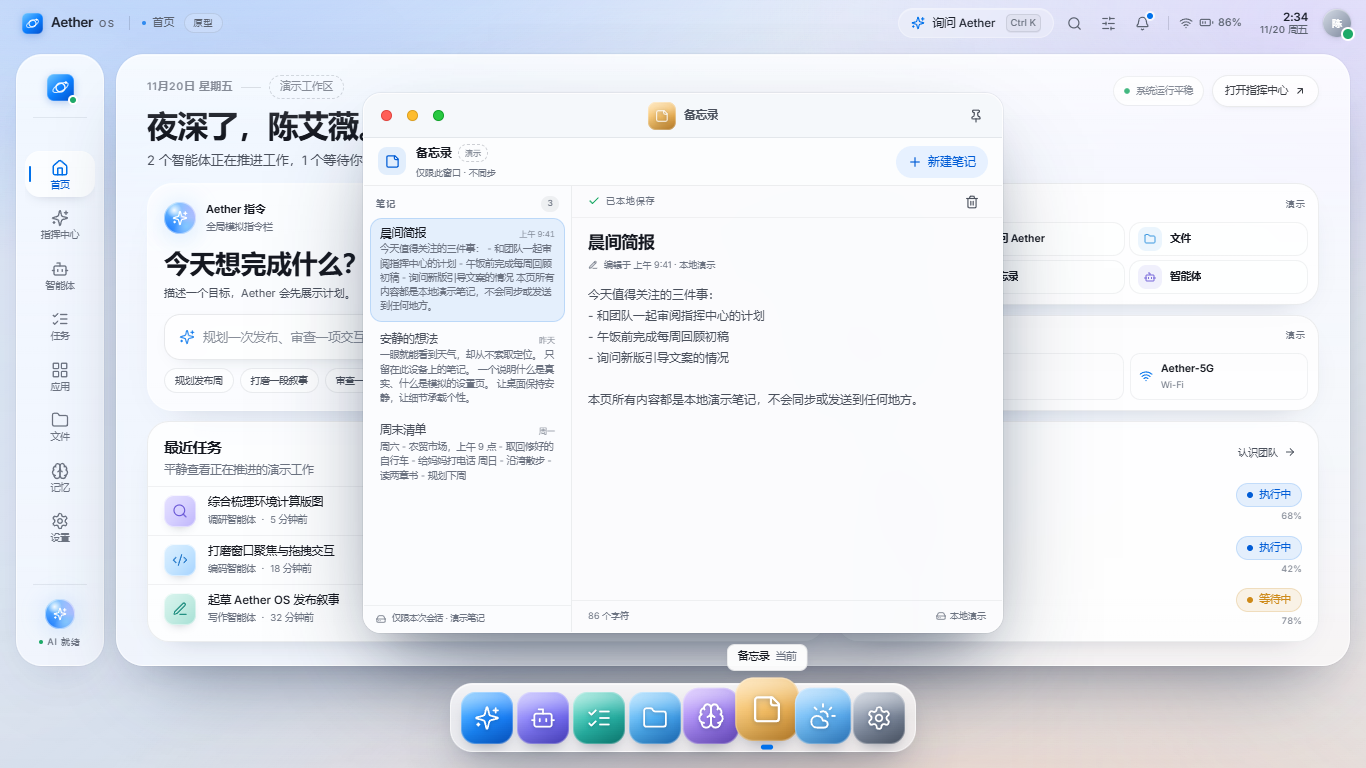 Aether OS
首页
原型
询问 Aether
Ctrl K
86%
2:34
11/20 周五
陈
首页
指挥中心
智能体
任务
应用
文件
记忆
设置
AI 就绪
11月20日 星期五
演示工作区
夜深了，陈艾薇
2 个智能体正在推进工作，1 个等待你
系统运行平稳
打开指挥中心
Aether 指令
全局模拟指令栏
今天想完成什么？
描述一个目标，Aether 会先展示计划。
规划一次发布、审查一项交互
规划发布周
打磨一段叙事
审查一
最近任务
平静查看正在推进的演示工作
综合梳理环境计算版图
调研智能体 · 5 分钟前
打磨窗口聚焦与拖拽交互
编码智能体 · 18 分钟前
起草 Aether OS 发布叙事
写作智能体 · 32 分钟前
备忘录
备忘录
演示
仅限此窗口 · 不同步
新建笔记
笔记
3
晨间简报
上午 9:41
今天值得关注的三件事： - 和团队一起审
阅指挥中心的计划 - 午饭前完成每周回顾
初稿 - 询问新版引导文案的情况 本页所有
内容都是本地演示笔记，不会同步或发送
到任何地方。
安静的想法
昨天
一眼就能看到天气，却从不索取定位。 只
留在此设备上的笔记。 一个说明什么是真
实、什么是模拟的设置页。 让桌面保持安
静，让细节承载个性。
周末清单
周一
周六 - 农贸市场，上午 9 点 - 取回修好的
自行车 - 给妈妈打电话 周日 - 沿湾散步 -
读两章书 - 规划下周
仅限本次会话 · 演示笔记
已本地保存
晨间简报
编辑于 上午 9:41 · 本地演示
今天值得关注的三件事：
- 和团队一起审阅指挥中心的计划
- 午饭前完成每周回顾初稿
- 询问新版引导文案的情况
本页所有内容都是本地演示笔记，不会同步或发送到任何地方。
86 个字符
本地演示
演示
Aether
文件
忘录
智能体
演示
Aether-5G
Wi-Fi
认识团队
执行中
68%
执行中
42%
等待中
78%
备忘录 当前